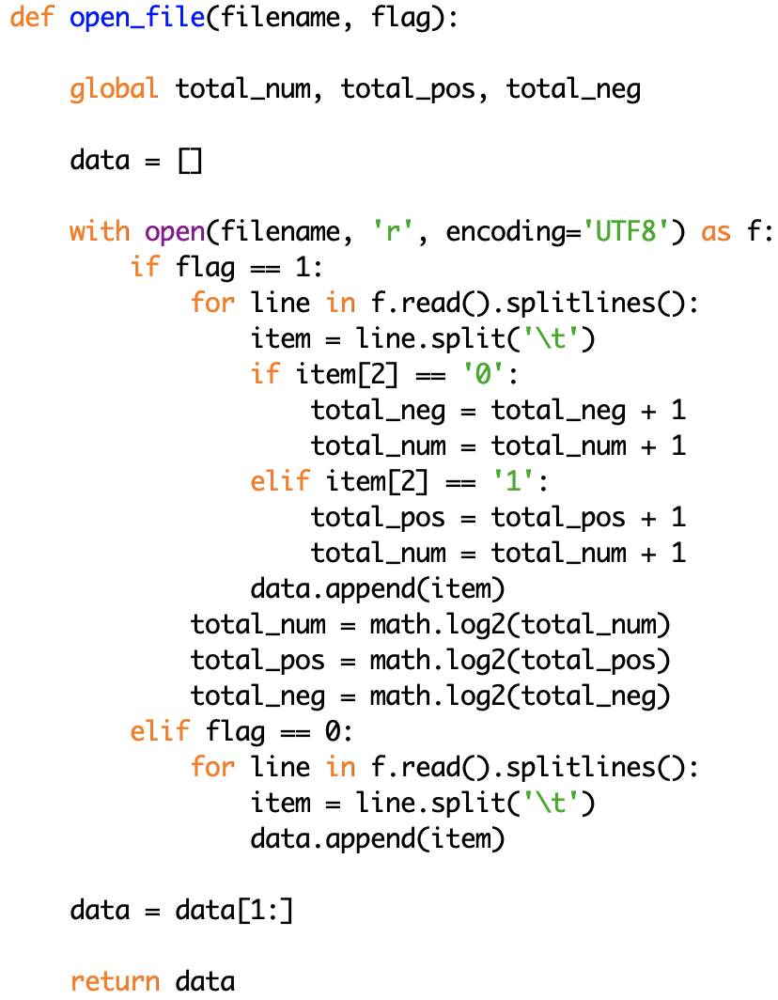 def open_file(filename, flag):
    global total_num, total_pos, total_neg
    data = []
    with open(filename, 'r', encoding='UTF8') as f:
        if flag == 1:
            for line in f.read().splitlines():
                item = line.split('\t')
                if item[2] == '0':
                    total_neg = total_neg + 1
                    total_num = total_num + 1
                elif item[2] == '1':
                    total_pos = total_pos + 1
                    total_num = total_num + 1
                data.append(item)
            total_num = math.log2(total_num)
            total_pos = math.log2(total_pos)
            total_neg = math.log2(total_neg)
        elif flag == 0:
            for line in f.read().splitlines():
                item = line.split('\t')
                data.append(item)
    data = data[1:]
    return data